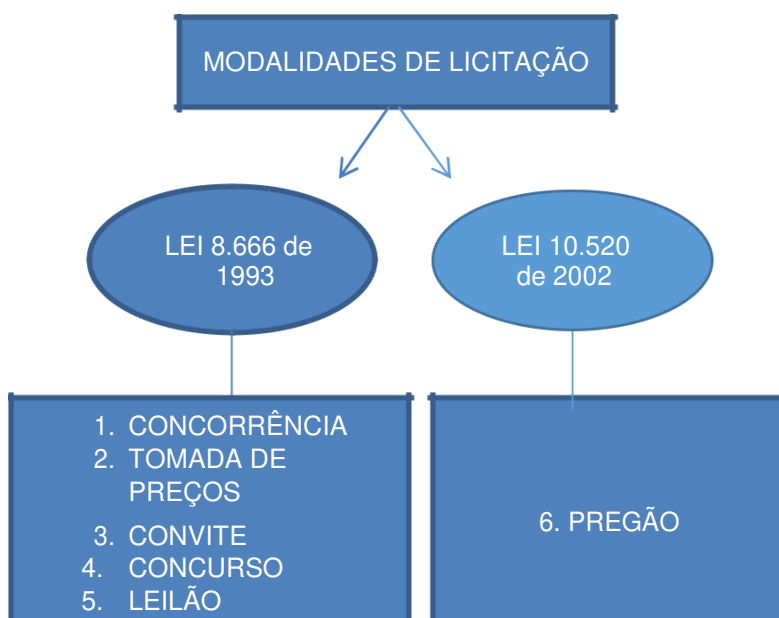 MODALIDADES DE LICITAÇÃO
LEI 8.666 de
1993
LEI 10.520
de 2002
1. CONCORRÊNCIA
2. TOMADA DE
PREÇOS
3. CONVITE
4. CONCURSO
5. LEILÃO
6. PREGÃO